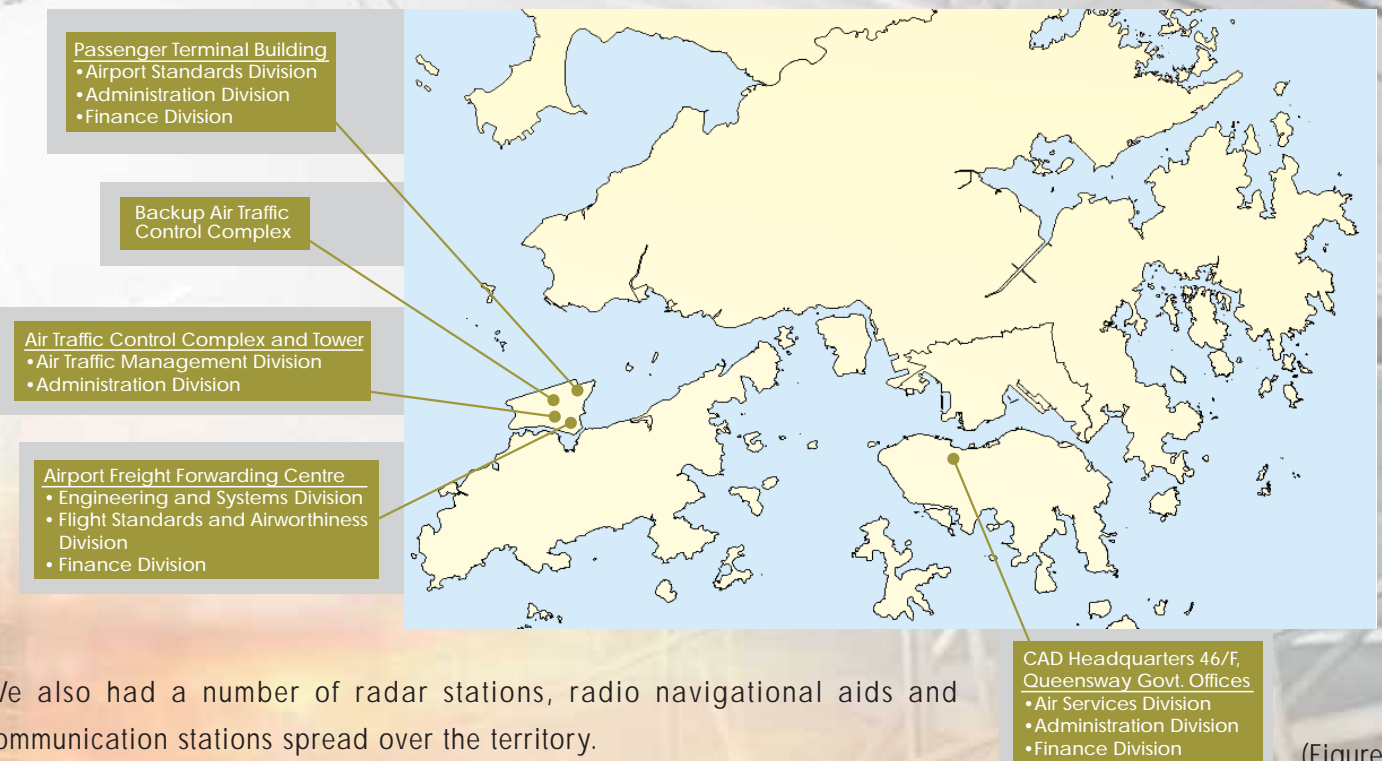 Passenger Terminal Building
•Airport Standards Division
•Administration Division
•Finance Division
Backup Air Traffic
Control Complex
Air Traffic Control Complex and Tower
•Air Traffic Management Division
•Administration Division
Airport Freight Forwarding Centre
• Engineering and Systems Division
• Flight Standards and Airworthiness
Division
• Finance Division
CAD Headquarters 46/F,
Queensway Govt. Offices
•Air Services Division
•Administration Division
•Finance Division
also had a number of radar stations, radio navigational aids and
stations spread over the territory.
(Figure